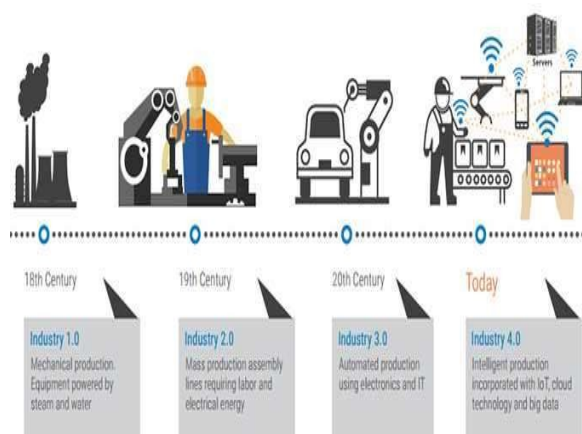 Servers
18th Century
Industry 1.0
Mechanical production.
Equipment powered by
steam and water
19th Century
Industry 2.0
Mass production assembly
lines requiring labor and
electrical energy
20th Century
Industry 3.0
Automated production
using electronics and IT
Today
Industry 4.0
Intelligent production
incorporated with IoT, cloud
technology and big data